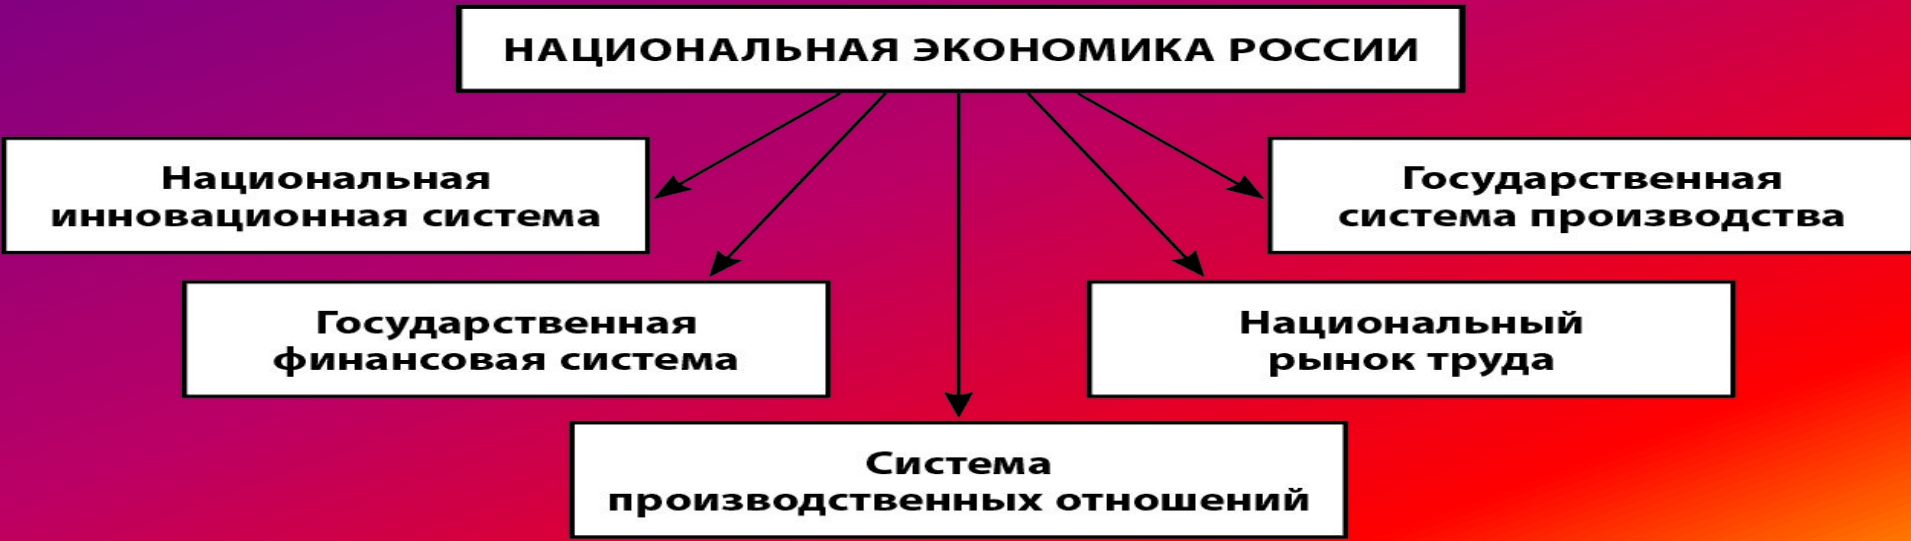 НАЦИОНАЛЬНАЯ ЭКОНОМИКА РОССИИ
Национальная
инновационная система
Государственная
система производства
Государственная
финансовая система
Национальный
рынок труда
Система
производственных отношений